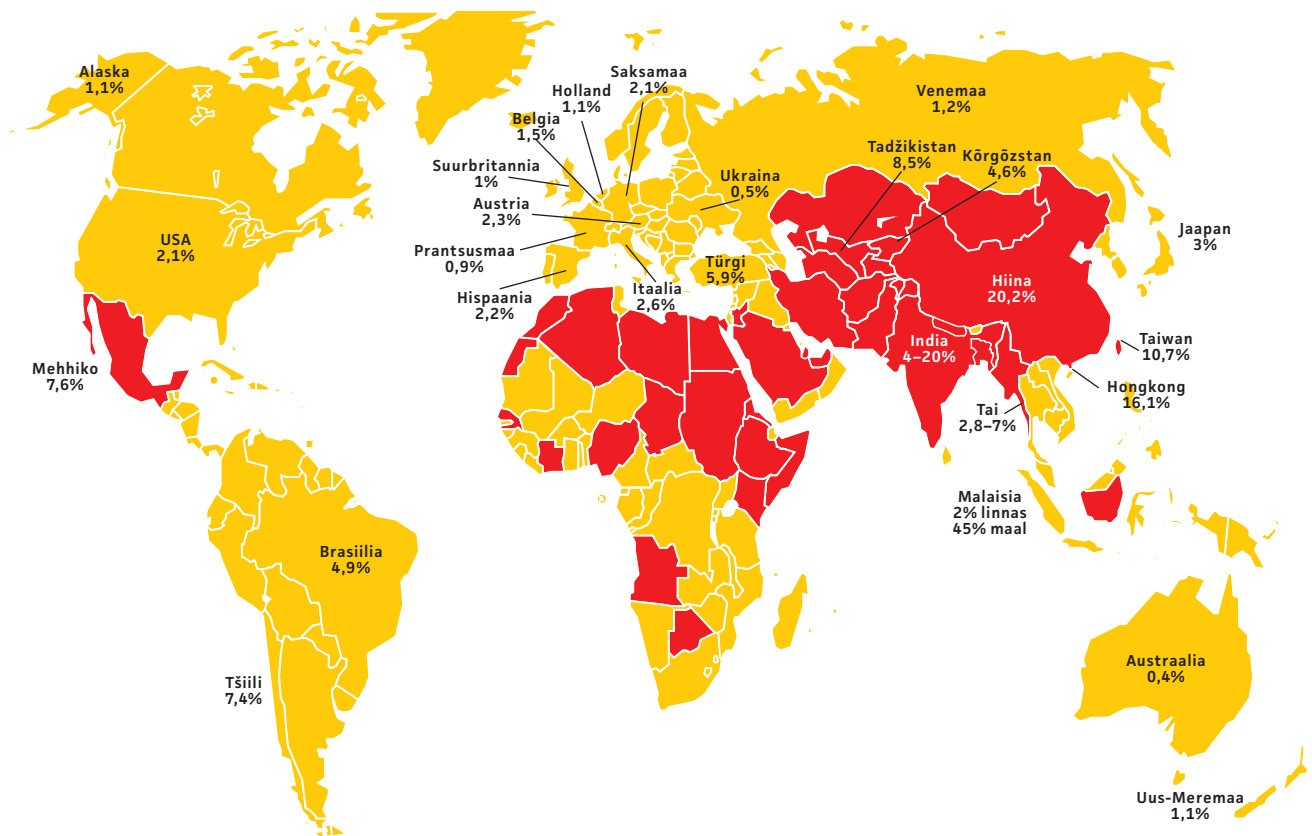 Alaska
1,1%
USA
2,1%
Mehhiko
7,6%
Brasiilia
4,9%
Tšiili
7,4%
Saksamaa
2,1%
Holland
1,1%
Belgia
1,5%
Suurbritannia
1%
Austria
2,3%
Prantsusmaa
0,9%
Hispaania
2,2%
Itaalia
2,6%
Ukraina
0,5%
Türgi
5,9%
Venemaa
1,2%
Tadžikistan
8,5%
Kõrgõzstan
4,6%
Jaapan
3%
Hiina
20,2%
India
4–20%
Taiwan
10,7%
Hongkong
16,1%
Tai
2,8–7%
Malaisia
2% linnas
45% maal
Austraalia
0,4%
Uus-Meremaa
1,1%